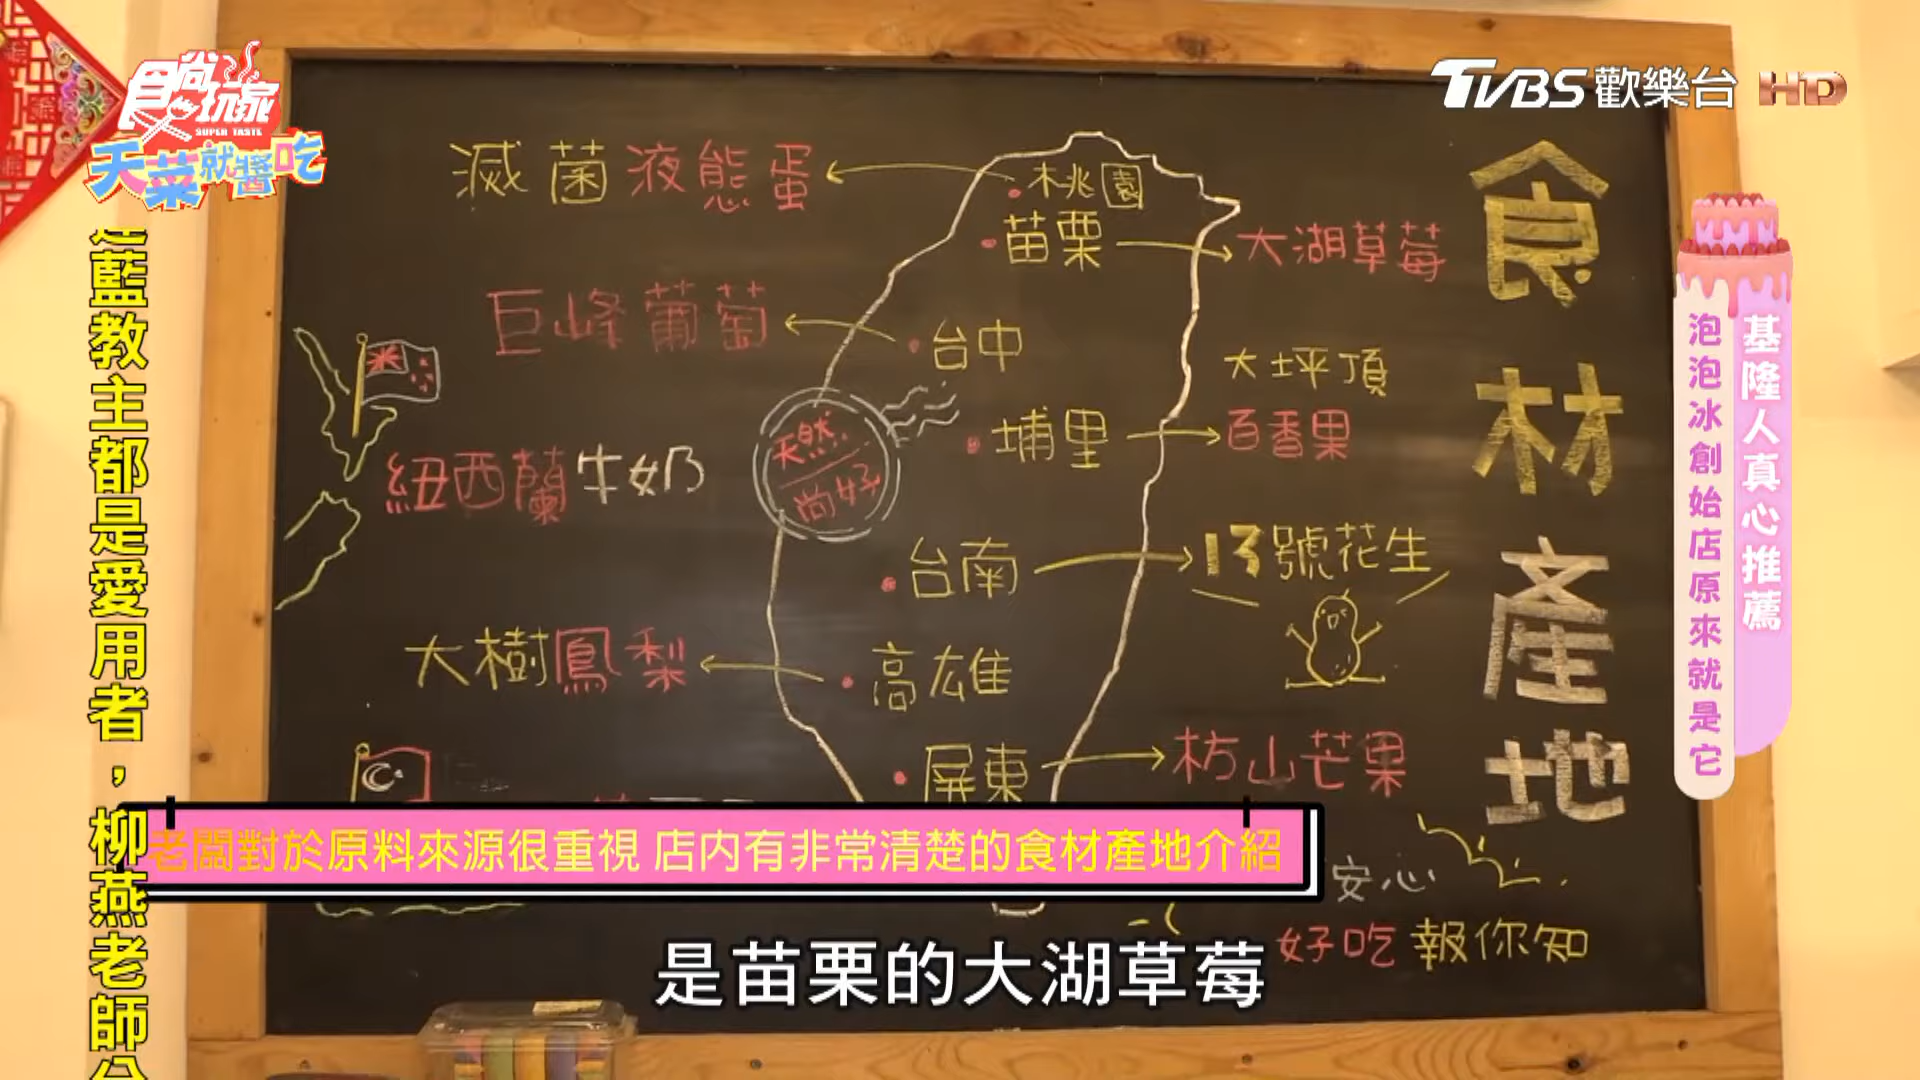 食尚玩家
SUPER TASTE
天菜就醬吃
TVBS歡樂台 HD
藍教主都是愛用者，柳燕老師
基隆人真心推薦
泡泡冰創始店原來就是它
食材產地
滅菌液態蛋
桃園
苗栗
大湖草莓
巨峰葡萄
台中
大坪頂
百香果
埔里
紐西蘭牛奶
天然
尚好
台南
13號花生
大樹鳳梨
高雄
屏東
枋山芒果
老闆對於原料來源很重視 店內有非常清楚的食材產地介紹
安心
好吃報你知
是苗栗的大湖草莓